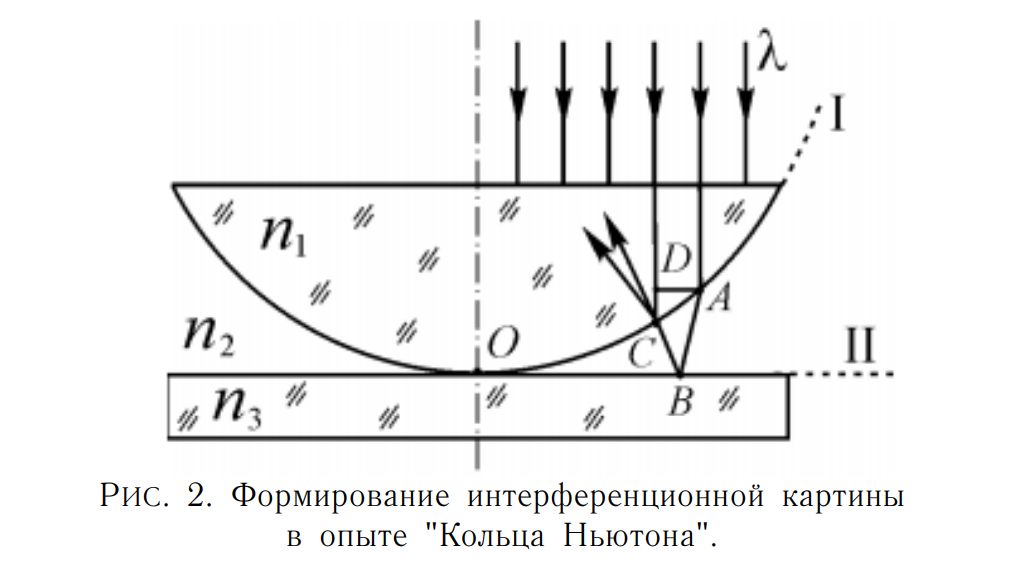 λ
I
n₁
D
A
n₂
O
C
II
n₃
B
Рис. 2. Формирование интерференционной картины
в опыте "Кольца Ньютона".